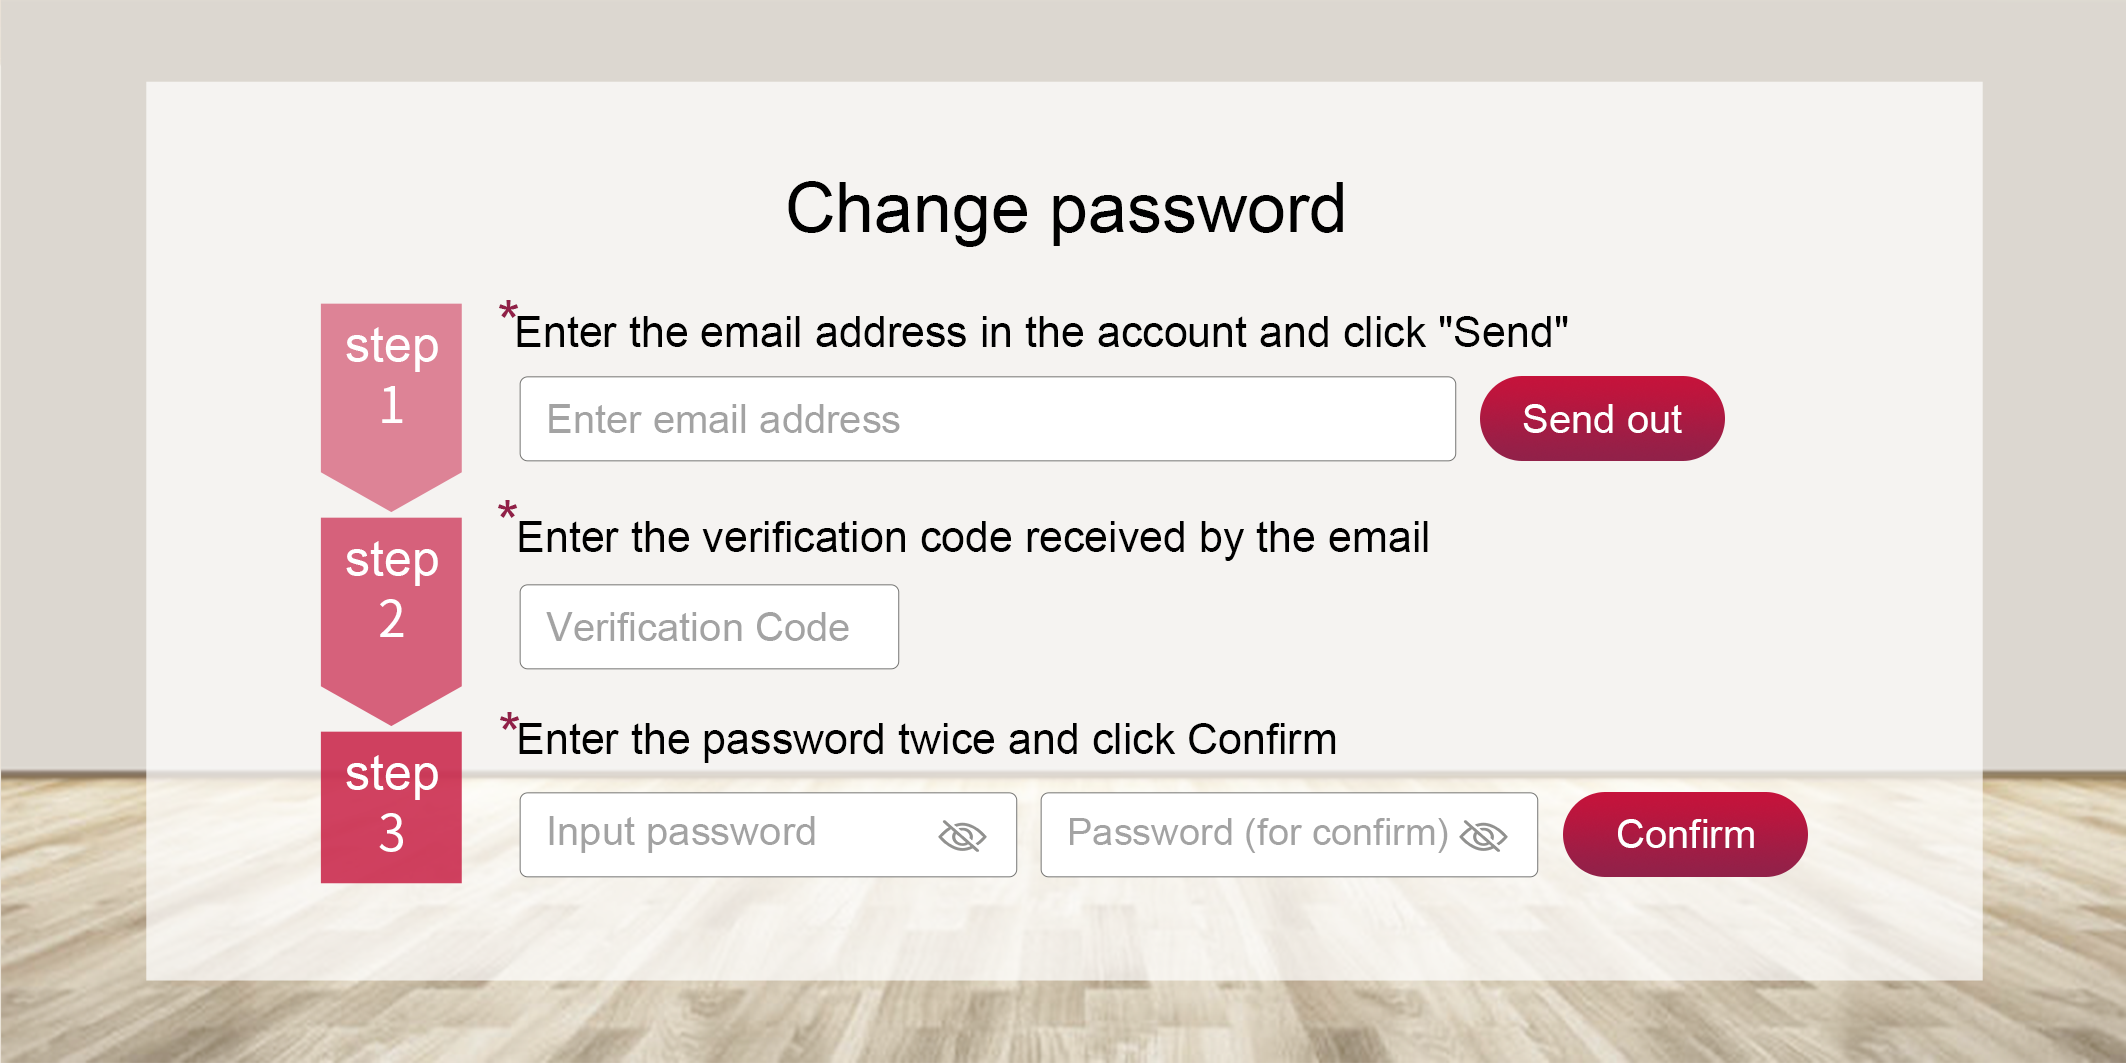 Change password
step
1
*Enter the email address in the account and click "Send"
Enter email address
Send out
step
2
*Enter the verification code received by the email
Verification Code
step
3
*Enter the password twice and click Confirm
Input password
Password (for confirm)
Confirm